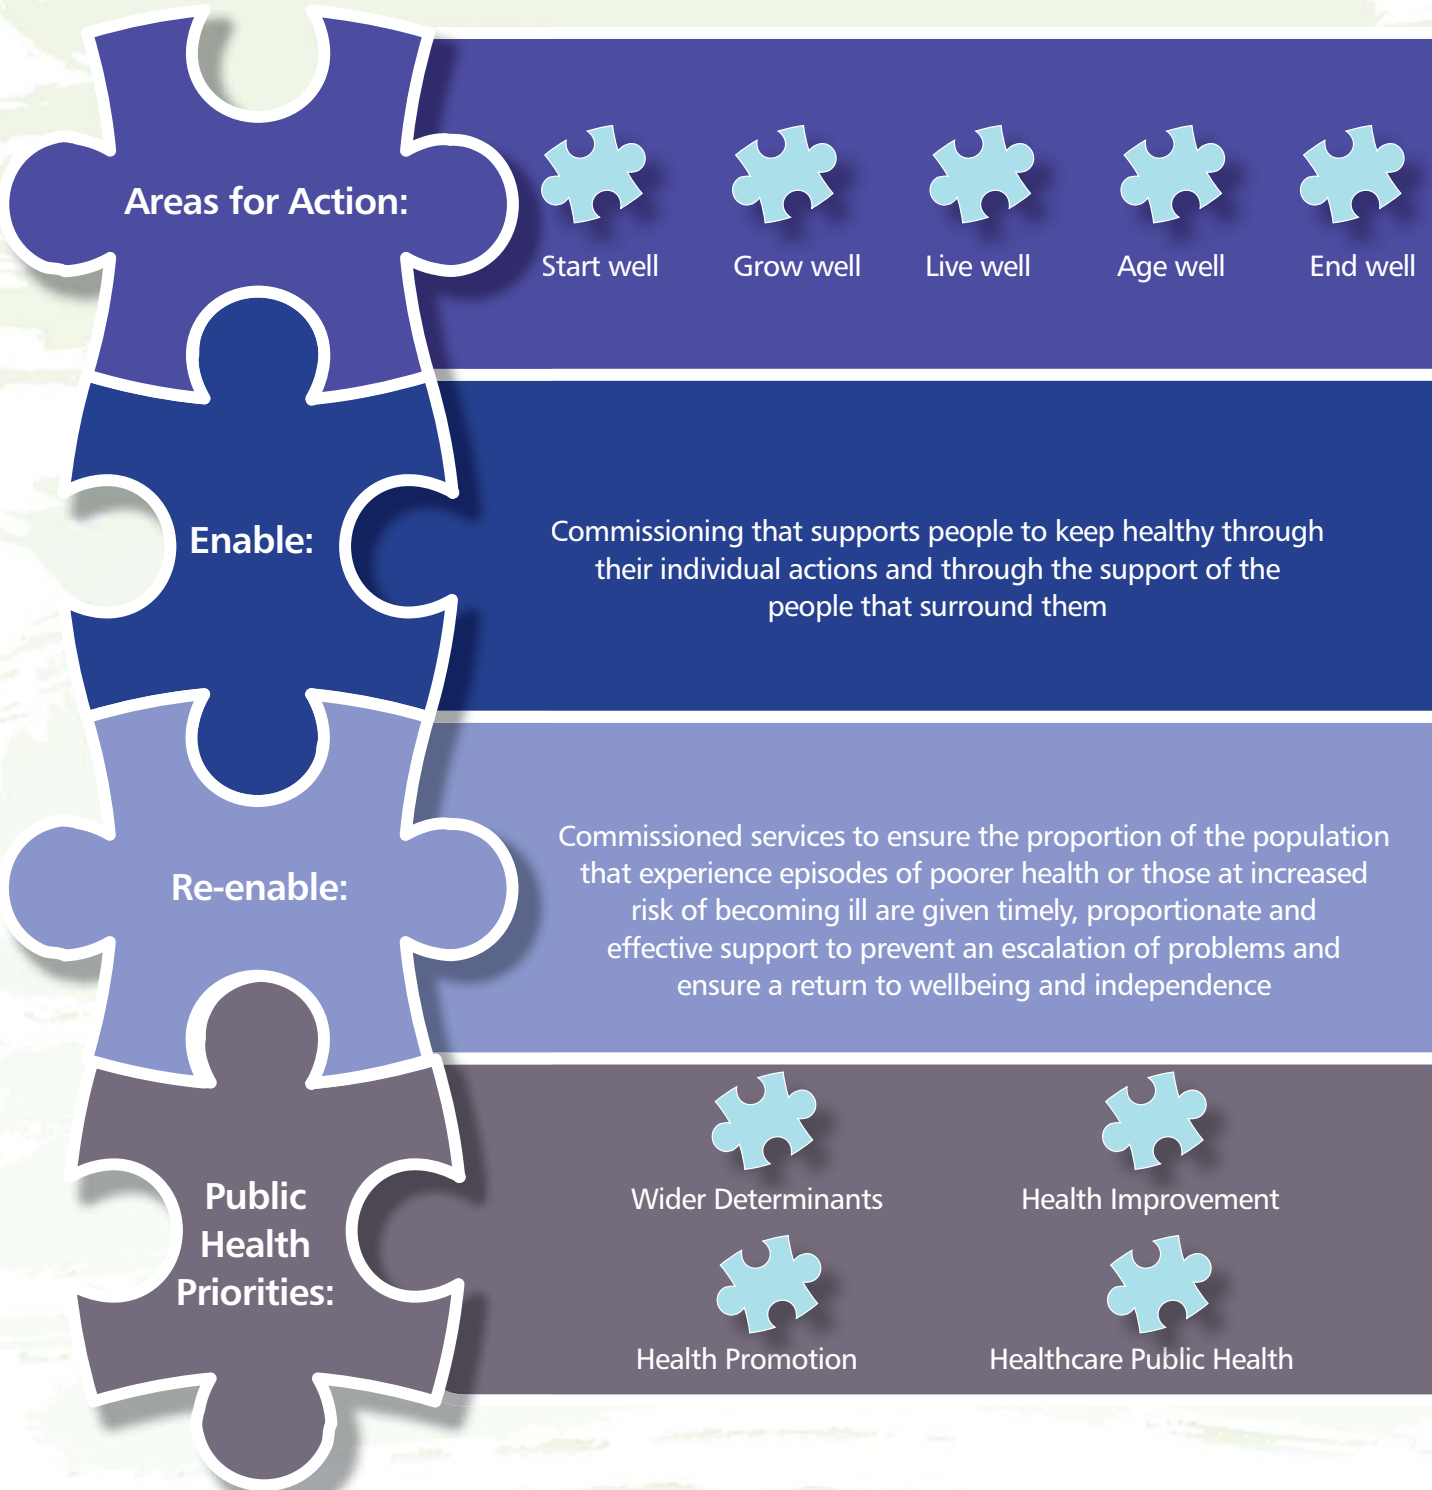 Areas for Action:
Start well
Grow well
Live well
Age well
End well
Enable:
Commissioning that supports people to keep healthy through
their individual actions and through the support of the
people that surround them
Re-enable:
Commissioned services to ensure the proportion of the population
that experience episodes of poorer health or those at increased
risk of becoming ill are given timely, proportionate and
effective support to prevent an escalation of problems and
ensure a return to wellbeing and independence
Public
Health
Priorities:
Wider Determinants
Health Improvement
Health Promotion
Healthcare Public Health